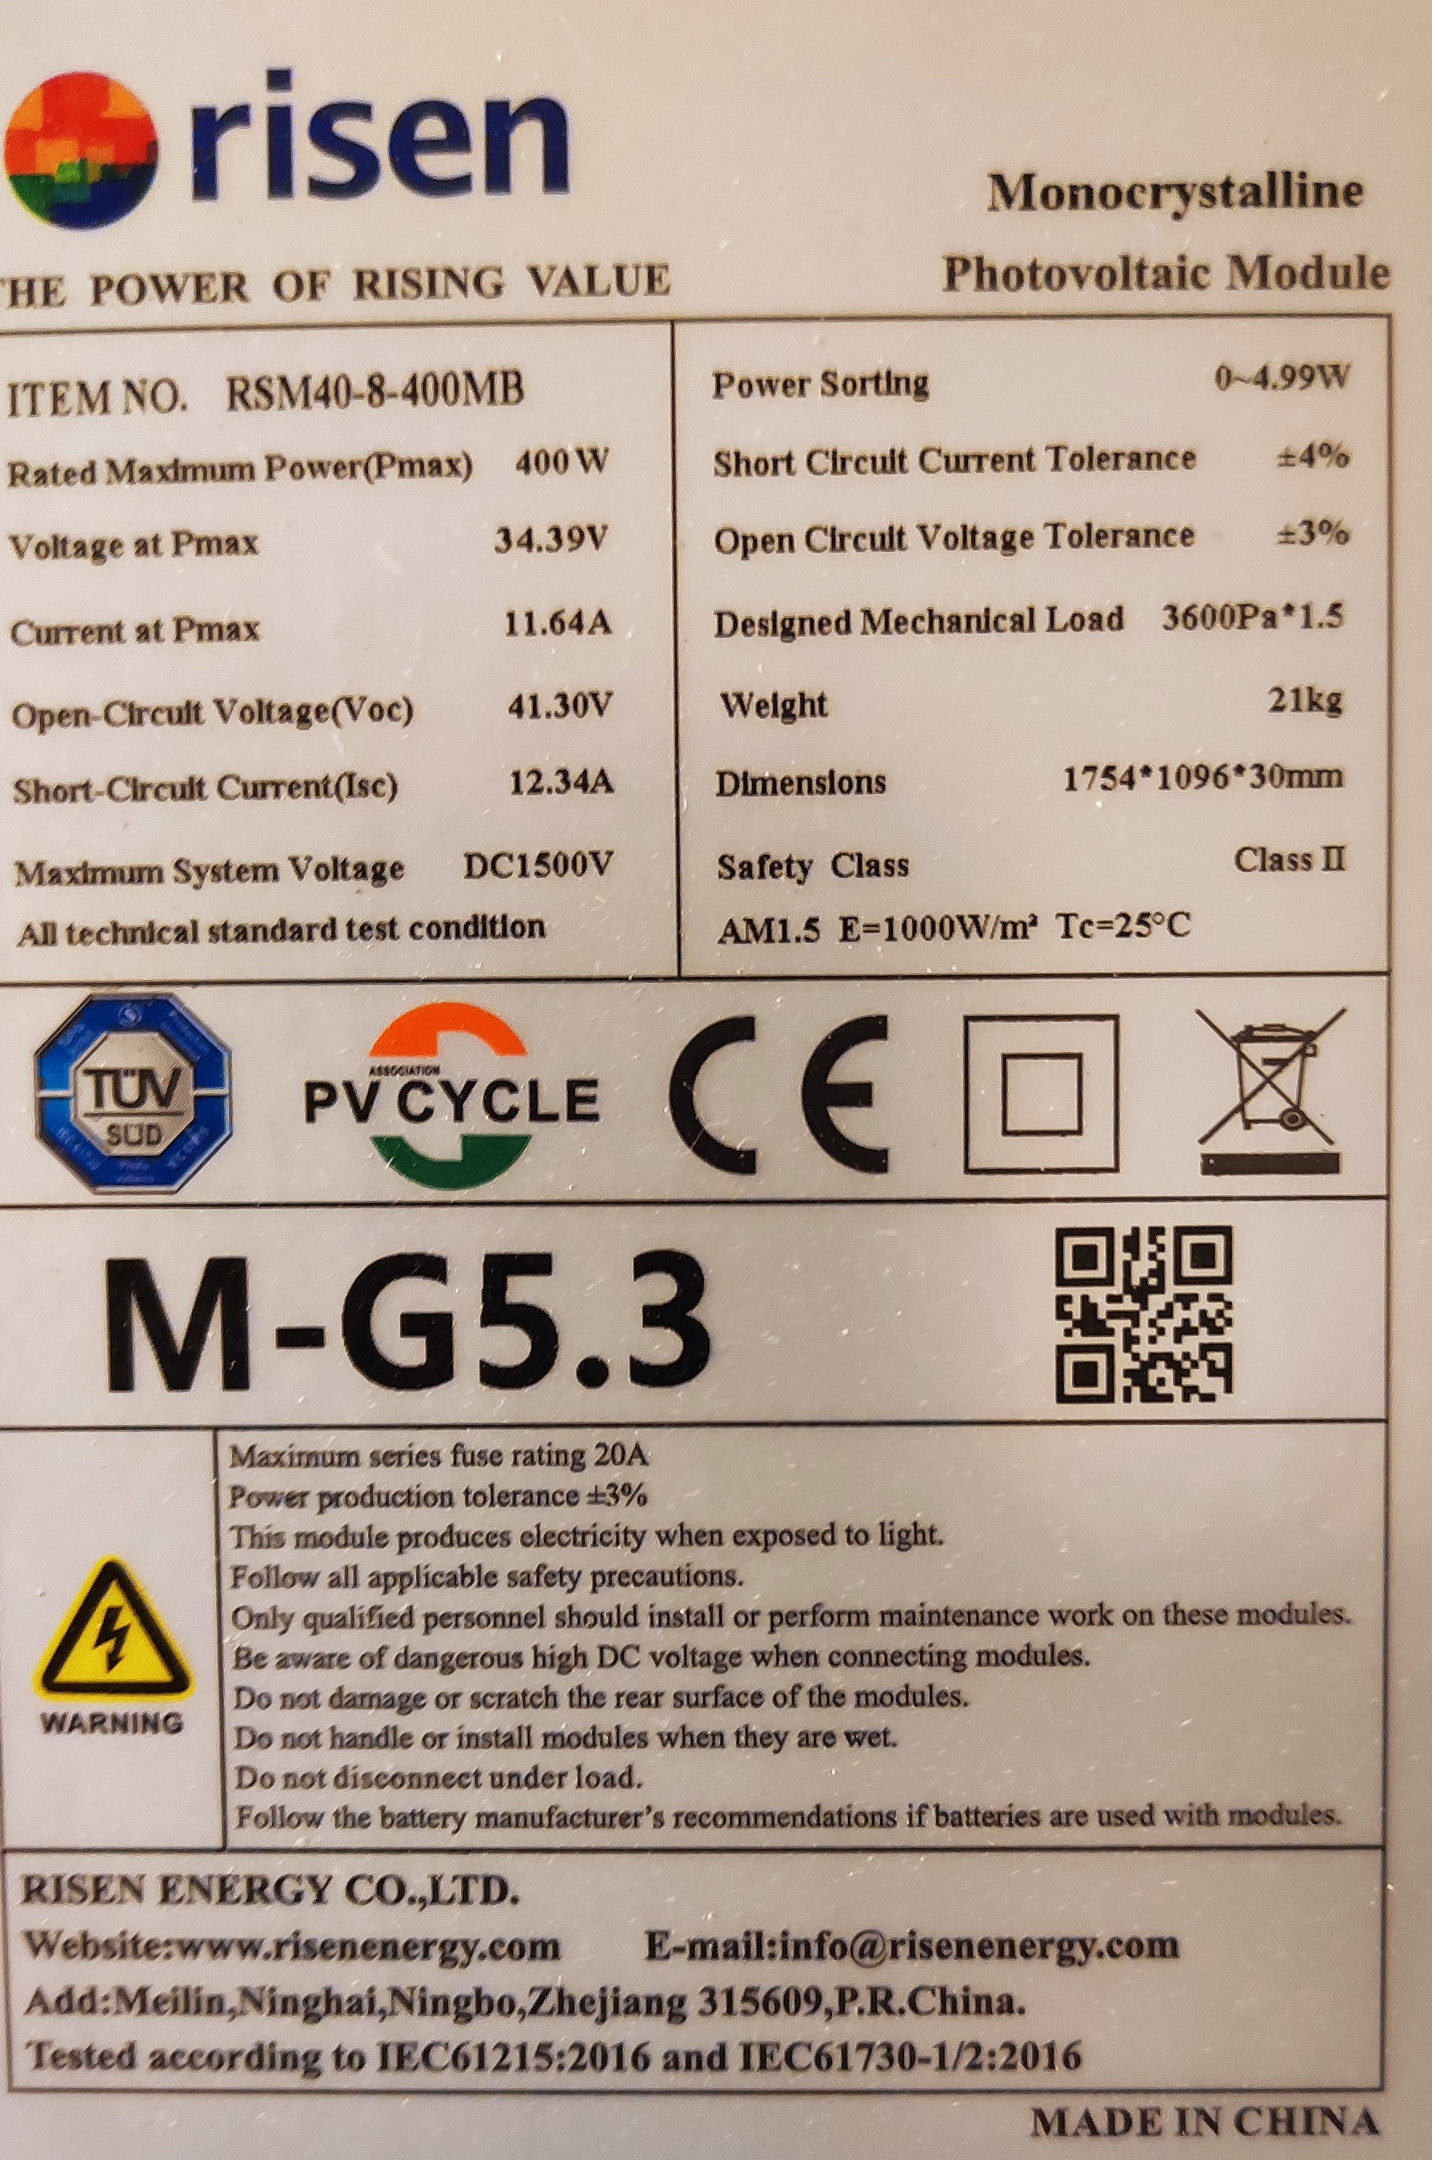 risen
Monocrystalline
HE POWER OF RISING VALUE
Photovoltaic Module
ITEM NO. RSM40-8-400MB
Rated Maximum Power(Pmax) 400 W
Voltage at Pmax 34.39V
Current at Pmax 11.64A
Open-Circuit Voltage(Voc) 41.30V
Short-Circuit Current(Isc) 12.34A
Maximum System Voltage DC1500V
All technical standard test condition
Power Sorting 0~4.99W
Short Circuit Current Tolerance ±4%
Open Circuit Voltage Tolerance ±3%
Designed Mechanical Load 3600Pa*1.5
Weight 21kg
Dimensions 1754*1096*30mm
Safety Class Class II
AM1.5 E=1000W/m² Tc=25°C
TÜV
SÜD
ASSOCIATION
PV CYCLE
CE
M-G5.3
WARNING
Maximum series fuse rating 20A
Power production tolerance ±3%
This module produces electricity when exposed to light.
Follow all applicable safety precautions.
Only qualified personnel should install or perform maintenance work on these modules.
Be aware of dangerous high DC voltage when connecting modules.
Do not damage or scratch the rear surface of the modules.
Do not handle or install modules when they are wet.
Do not disconnect under load.
Follow the battery manufacturer's recommendations if batteries are used with modules.
RISEN ENERGY CO.,LTD.
Website:www.risenenergy.com E-mail:info@risenenergy.com
Add:Meilin,Ninghai,Ningbo,Zhejiang 315609,P.R.China.
Tested according to IEC61215:2016 and IEC61730-1/2:2016
MADE IN CHINA